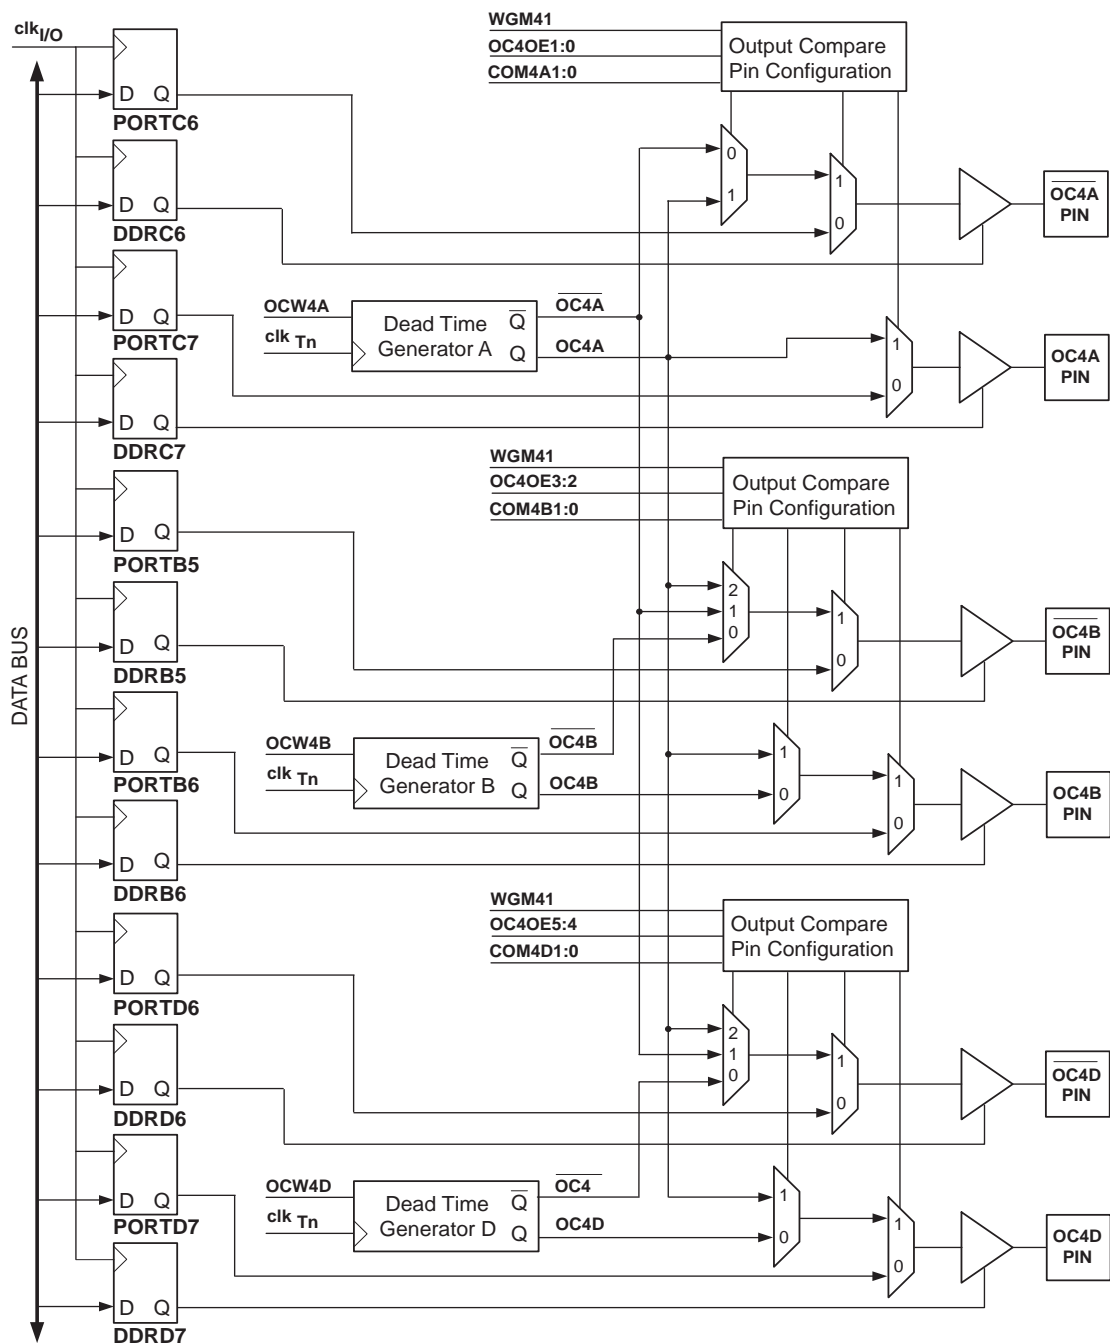 clkI/O
D Q
PORTC6
D Q
DDRC6
D Q
PORTC7
D Q
DDRC7
D Q
PORTB5
D Q
DDRB5
D Q
PORTB6
D Q
DDRB6
D Q
PORTD6
D Q
DDRD6
D Q
PORTD7
D Q
DDRD7
DATA BUS
WGM41
OC4OE1:0
COM4A1:0
Output Compare
Pin Configuration
0
1
1
0
OC4A
PIN
OCW4A
clk Tn
Dead Time
Generator A
Q
Q
OC4A
OC4A
1
0
OC4A
PIN
WGM41
OC4OE3:2
COM4B1:0
Output Compare
Pin Configuration
2
1
0
1
0
OC4B
PIN
OCW4B
clk Tn
Dead Time
Generator B
Q
Q
OC4B
OC4B
1
0
1
0
OC4B
PIN
WGM41
OC4OE5:4
COM4D1:0
Output Compare
Pin Configuration
2
1
0
1
0
OC4D
PIN
OCW4D
clk Tn
Dead Time
Generator D
Q
Q
OC4
OC4D
1
0
1
0
OC4D
PIN